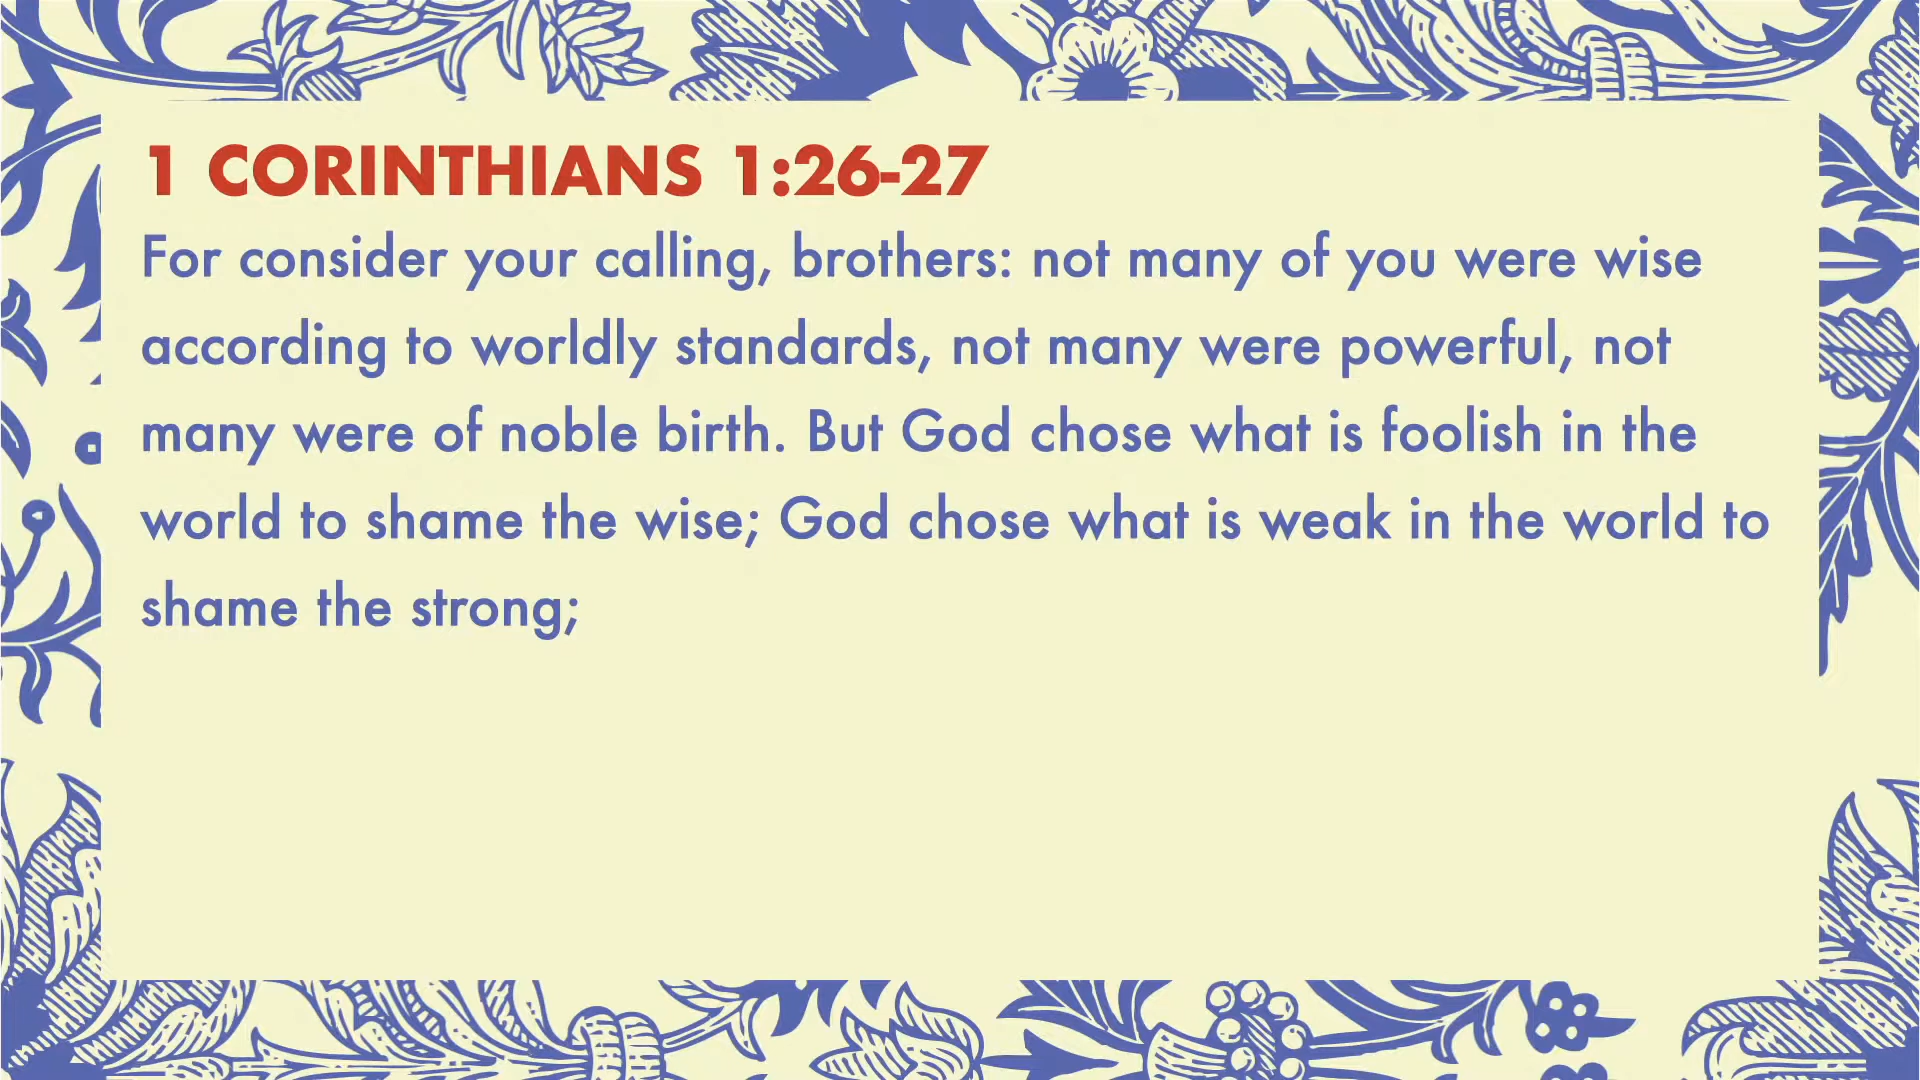 1 CORINTHIANS 1:26-27
For consider your calling, brothers: not many of you were wise
according to worldly standards, not many were powerful, not
many were of noble birth. But God chose what is foolish in the
world to shame the wise; God chose what is weak in the world to
shame the strong;